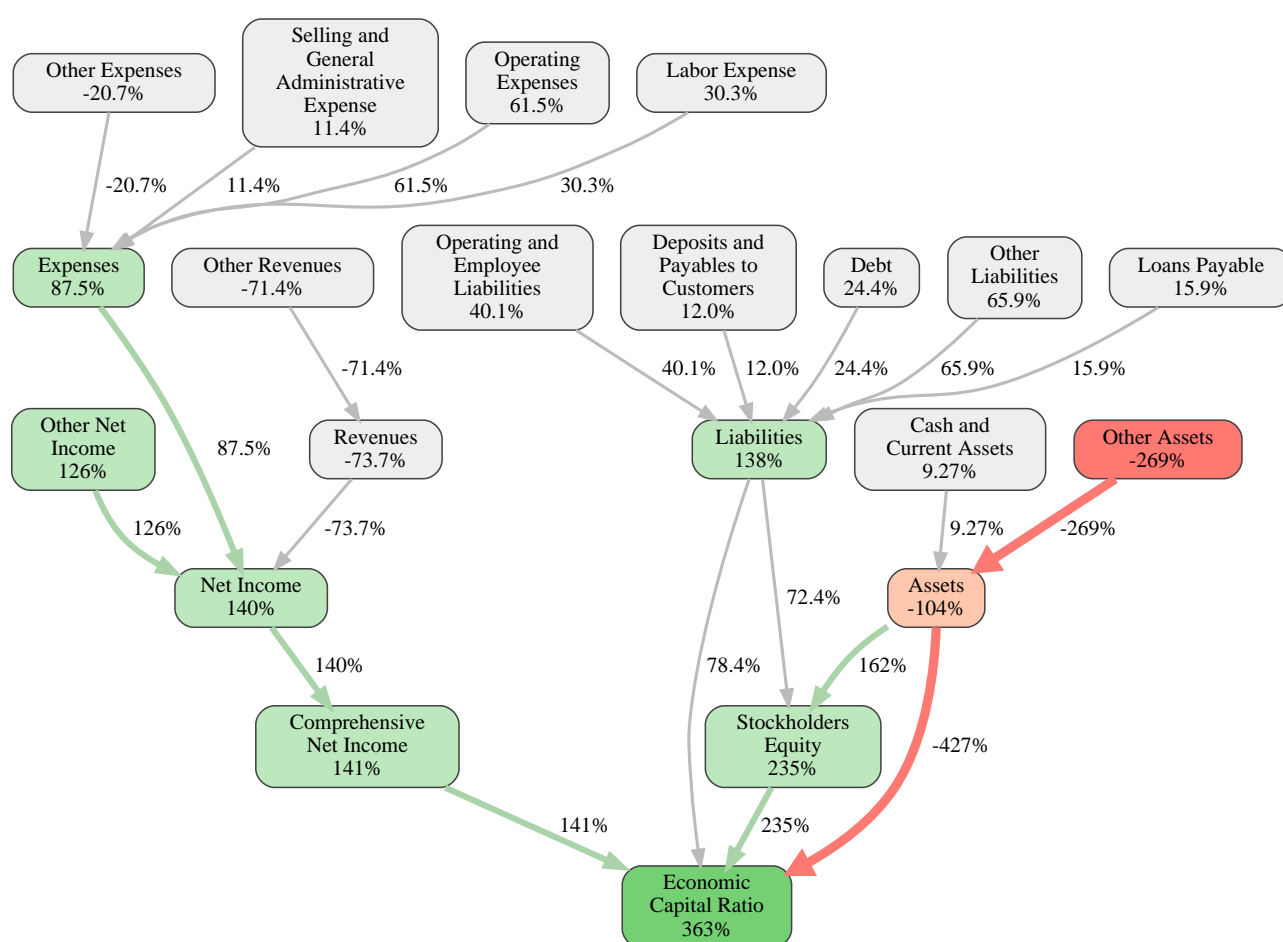 Other Expenses
-20.7%
Selling and
General
Administrative
Expense
11.4%
Operating
Expenses
61.5%
Labor Expense
30.3%
-20.7%
11.4%
61.5%
30.3%
Expenses
87.5%
Other Revenues
-71.4%
Operating and
Employee
Liabilities
40.1%
Deposits and
Payables to
Customers
12.0%
Debt
24.4%
Other
Liabilities
65.9%
Loans Payable
15.9%
-71.4%
40.1%
12.0%
24.4%
65.9%
15.9%
Other Net
Income
126%
87.5%
Revenues
-73.7%
Liabilities
138%
Cash and
Current Assets
9.27%
Other Assets
-269%
126%
-73.7%
9.27%
-269%
Net Income
140%
72.4%
Assets
-104%
140%
78.4%
162%
Comprehensive
Net Income
141%
Stockholders
Equity
235%
-427%
141%
235%
Economic
Capital Ratio
363%